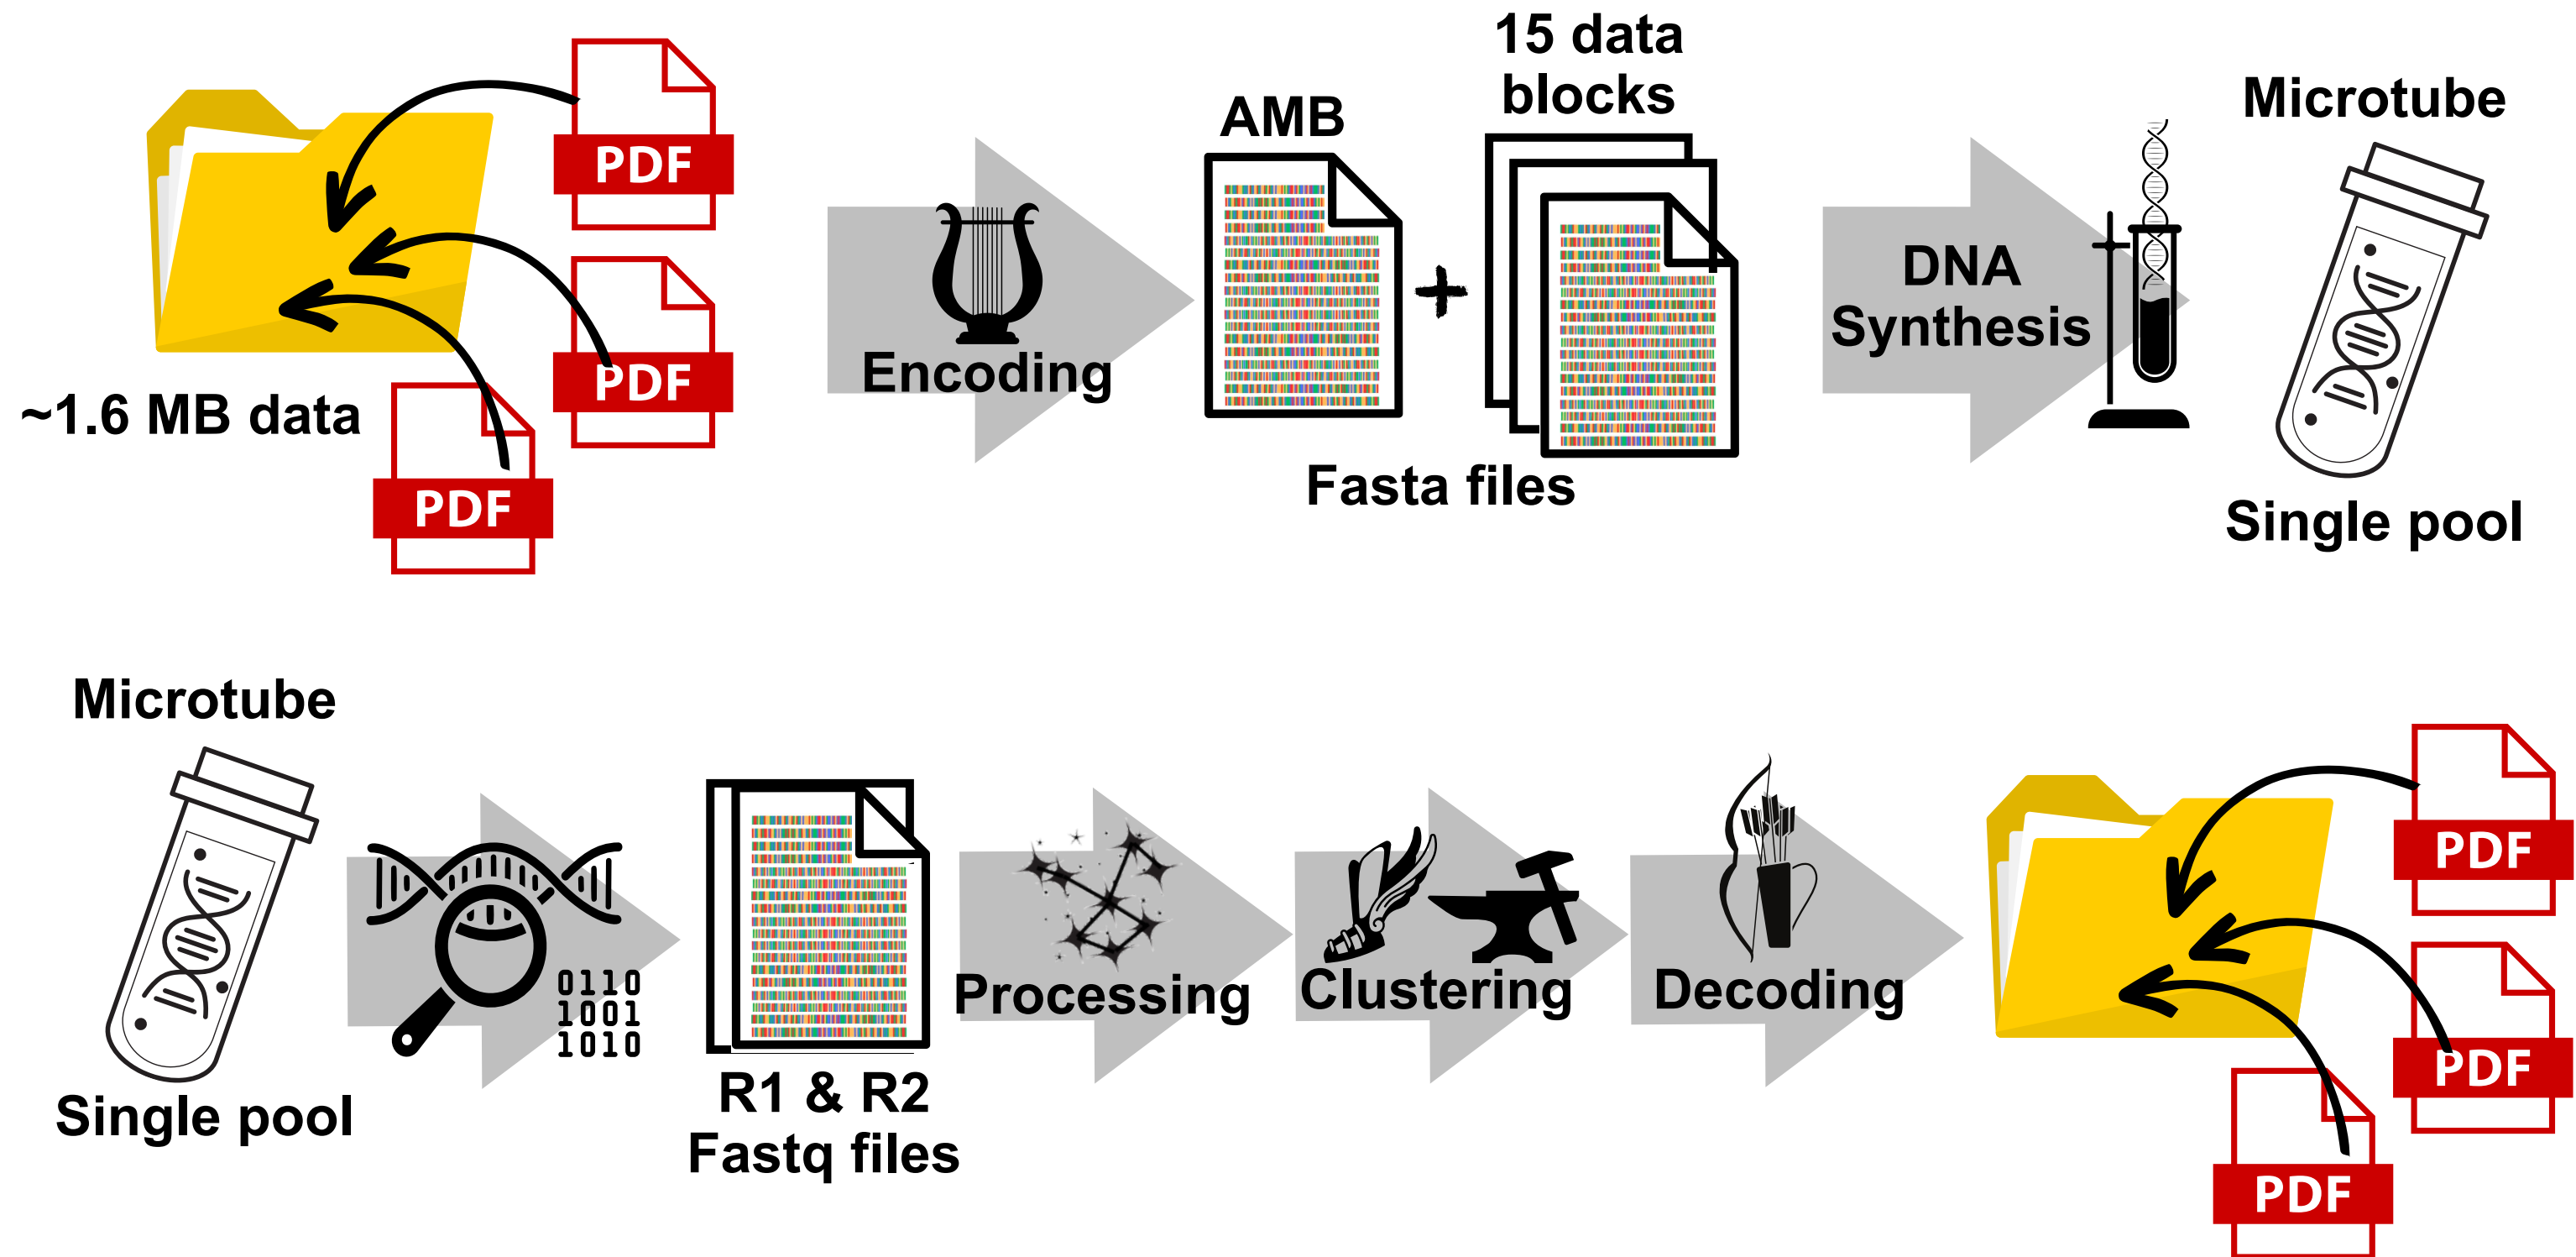 15 data
blocks
AMB
Microtube
PDF
PDF
PDF
~1.6 MB data
Encoding
DNA
Synthesis
Fasta files
Single pool
Microtube
Single pool
0110
1001
1010
R1 & R2
Fastq files
Processing
Clustering
Decoding
PDF
PDF
PDF